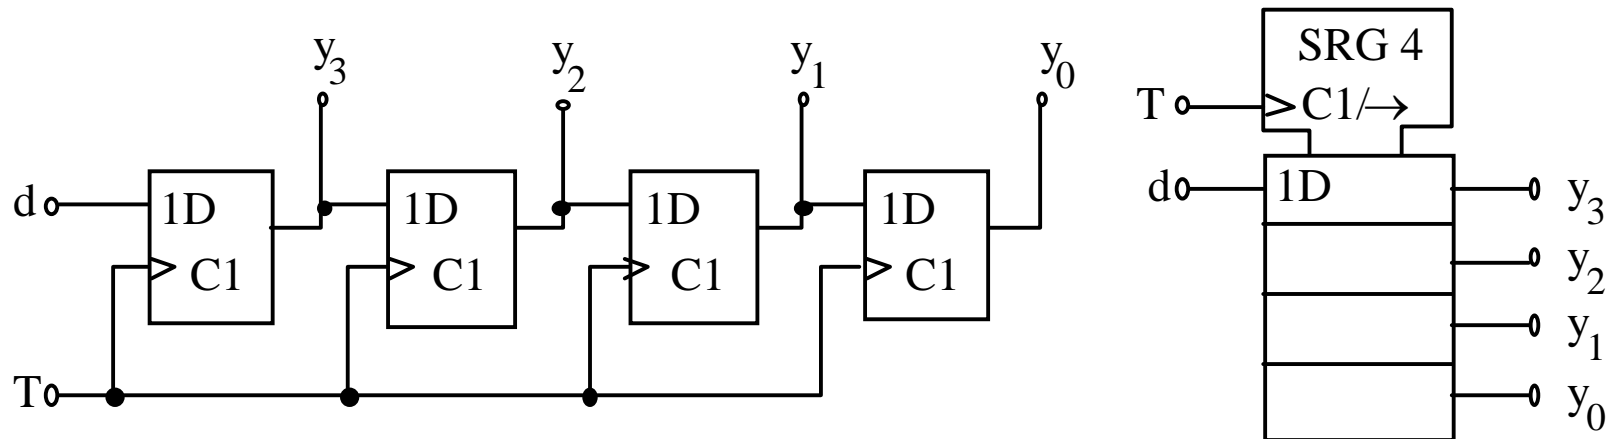 y3 y2 y1 y0
d 1D 1D 1D 1D
C1 C1 C1 C1
T
SRG 4
T C1/→
d 1D y3
y2
y1
y0